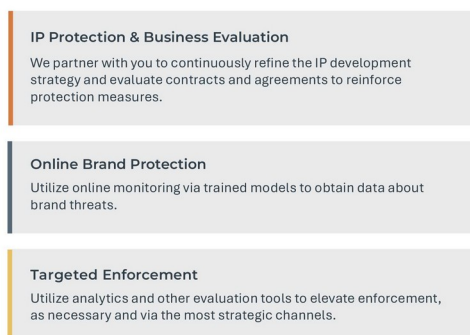 IP Protection & Business Evaluation
We partner with you to continuously refine the IP development
strategy and evaluate contracts and agreements to reinforce
protection measures.
Online Brand Protection
Utilize online monitoring via trained models to obtain data about
brand threats.
Targeted Enforcement
Utilize analytics and other evaluation tools to elevate enforcement,
as necessary and via the most strategic channels.